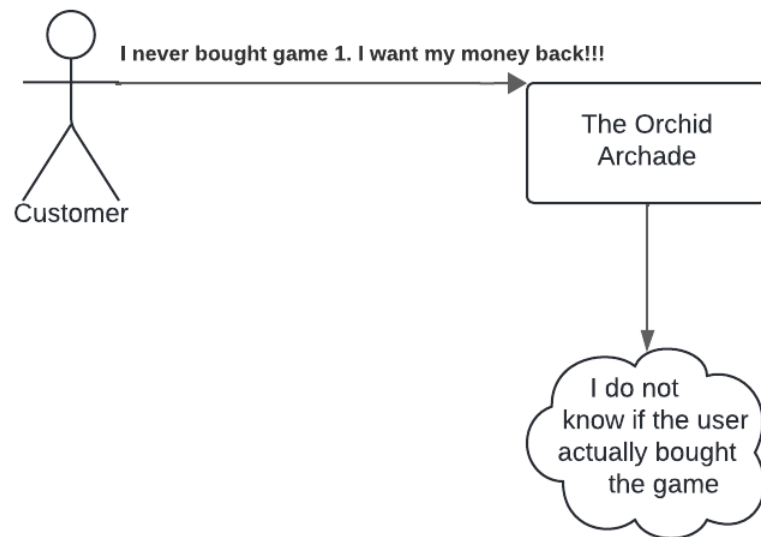 I never bought game 1. I want my money back!!!
The Orchid
Archade
Customer
I do not
know if the user
actually bought
the game